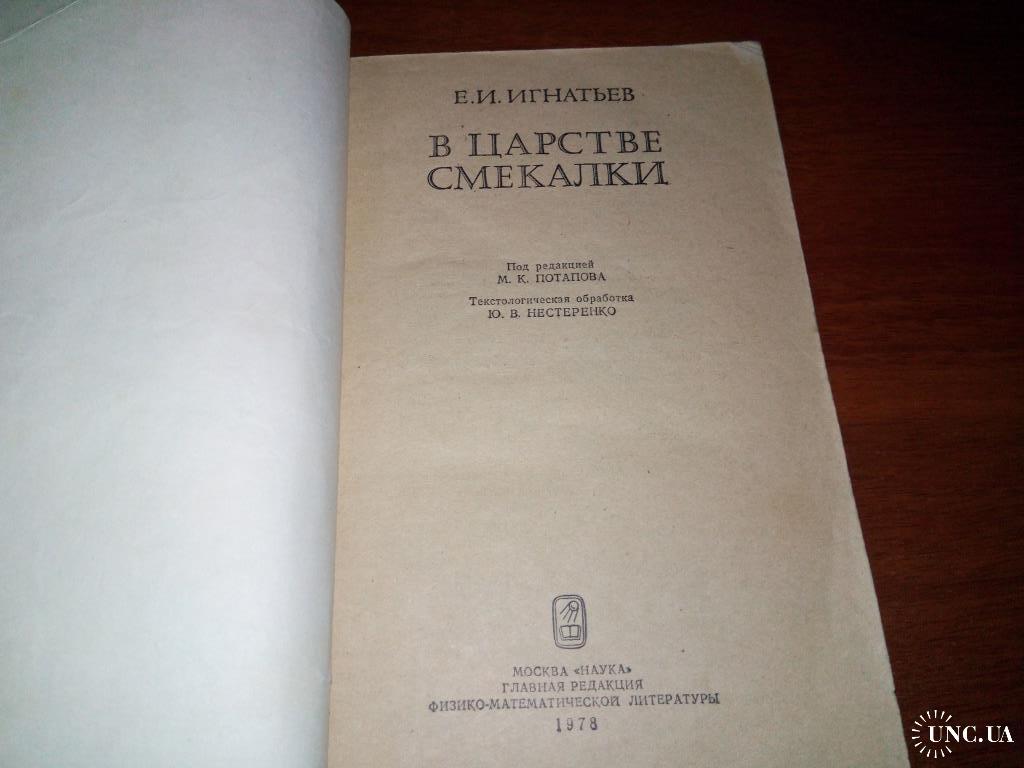 Е.И. ИГНАТЬЕВ
В ЦАРСТВЕ
СМЕКАЛКИ
Под редакцией
М. К. ПОТАПОВА
Текстологическая обработка
Ю. В. НЕСТЕРЕНКО
МОСКВА «НАУКА»
ГЛАВНАЯ РЕДАКЦИЯ
ФИЗИКО-МАТЕМАТИЧЕСКОЙ ЛИТЕРАТУРЫ
1978
UNC.UA